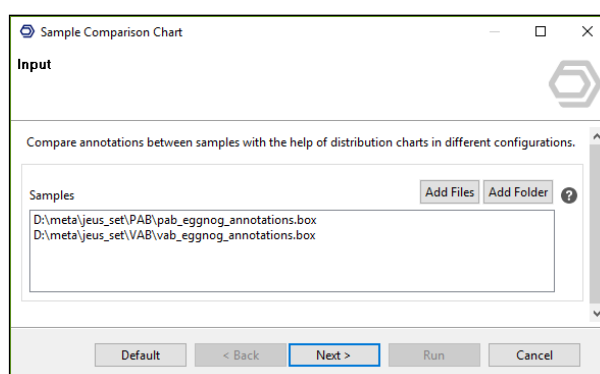 Sample Comparison Chart
Input
Compare annotations between samples with the help of distribution charts in different configurations.
Samples
Add Files
Add Folder
?
D:\meta\jeus_set\PAB\pab_eggnog_annotations.box
D:\meta\jeus_set\VAB\vab_eggnog_annotations.box
Default
< Back
Next >
Run
Cancel